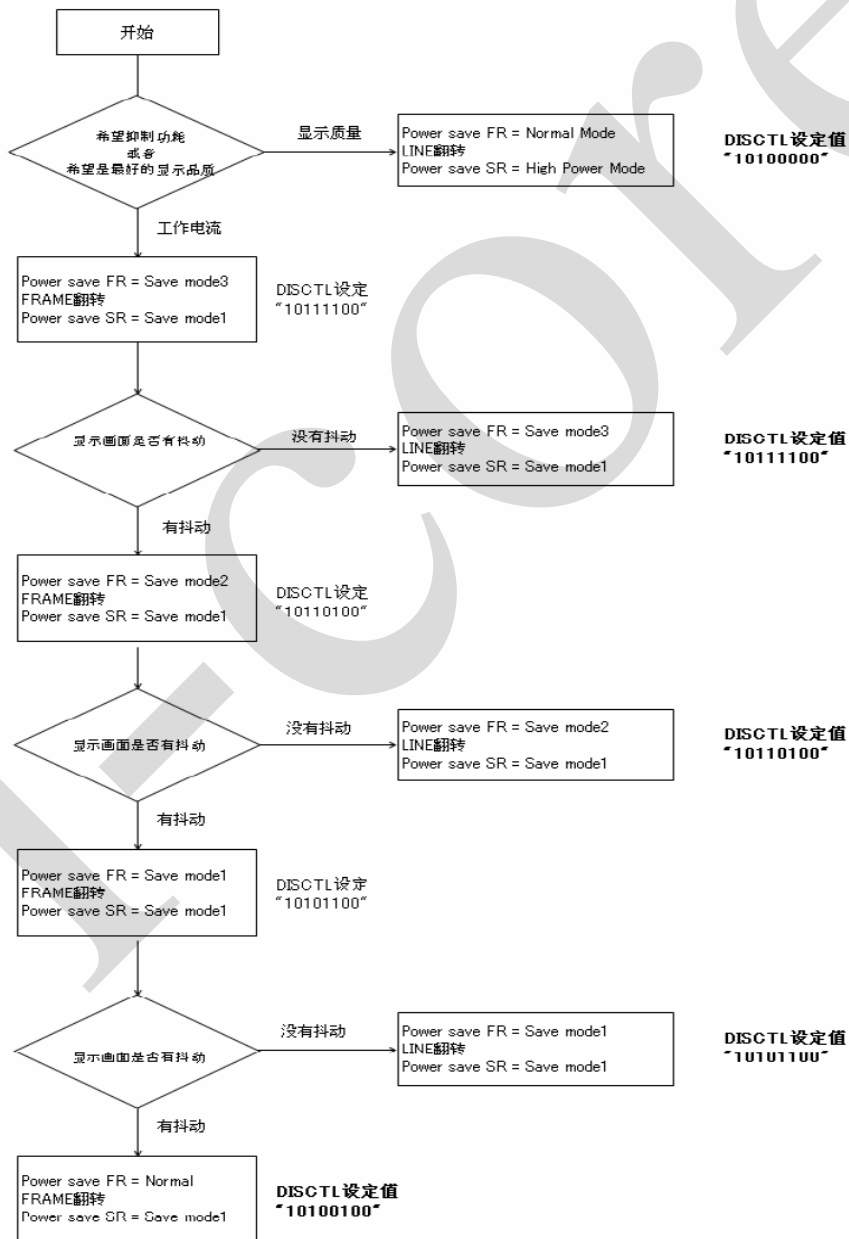 开始
希望抑制功能
或者
希望是最好的显示品质
显示质量
Power save FR = Normal Mode
LINE翻转
Power save SR = High Power Mode
DISCTL设定值
"10100000"
工作电流
Power save FR = Save mode3
FRAME翻转
Power save SR = Save mode1
DISCTL设定
"10111100"
显示画面是否有抖动
没有抖动
Power save FR = Save mode3
LINE翻转
Power save SR = Save mode1
DISCTL设定值
"10111100"
有抖动
Power save FR = Save mode2
FRAME翻转
Power save SR = Save mode1
DISCTL设定
"10110100"
显示画面是否有抖动
没有抖动
Power save FR = Save mode2
LINE翻转
Power save SR = Save mode1
DISCTL设定值
"10110100"
有抖动
Power save FR = Save mode1
FRAME翻转
Power save SR = Save mode1
DISCTL设定
"10101100"
显示画面是否有抖动
没有抖动
Power save FR = Save mode1
LINE翻转
Power save SR = Save mode1
DISCTL设定值
"10101100"
有抖动
Power save FR = Normal
FRAME翻转
Power save SR = Save mode1
DISCTL设定值
"10100100"